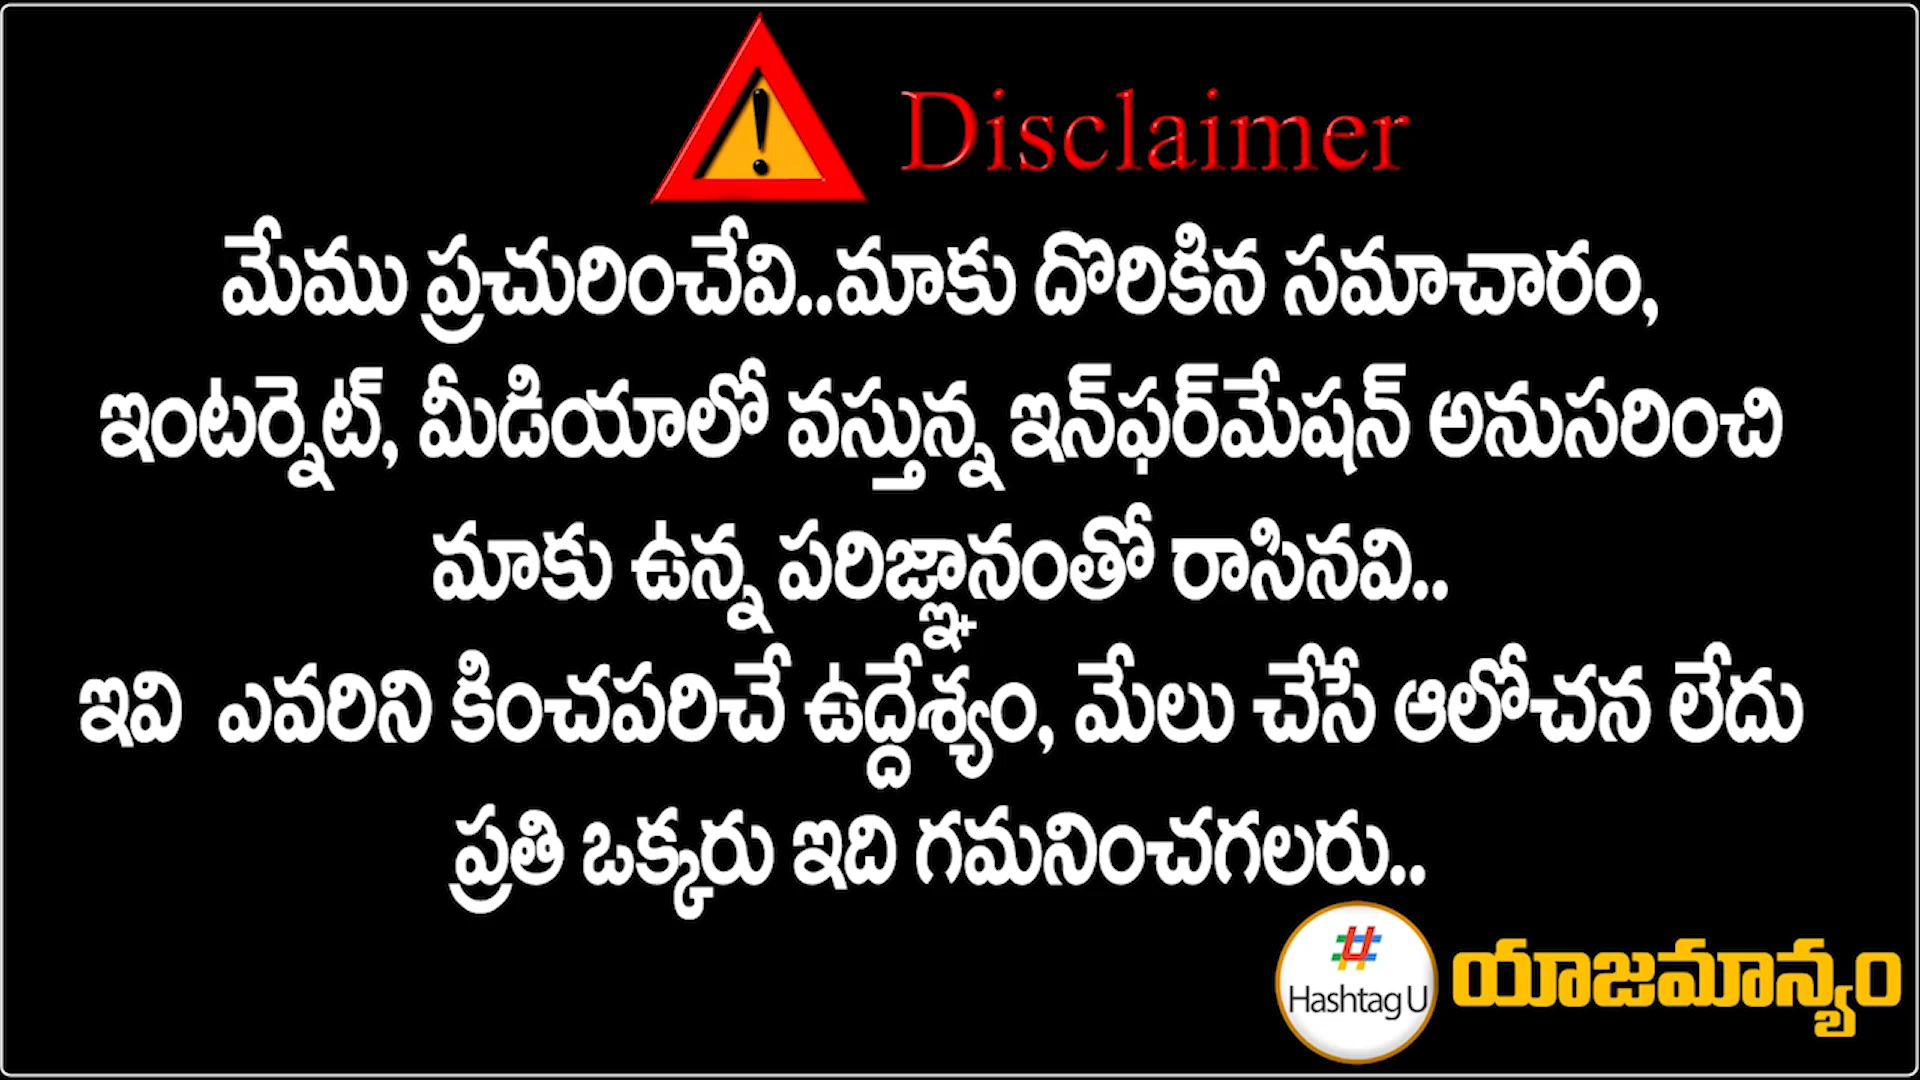 Disclaimer
మేము ప్రచురించేవి..మాకు దొరికిన సమాచారం,
ఇంటర్నెట్, మీడియాలో వస్తున్న ఇన్‌ఫర్‌మేషన్ అనుసరించి
మాకు ఉన్న పరిజ్ఞానంతో రాసినవి..
ఇవి ఎవరిని కించపరిచే ఉద్దేశ్యం, మేలు చేసే ఆలోచన లేదు
ప్రతి ఒక్కరు ఇది గమనించగలరు..
#
Hashtag U
యాజమాన్యం